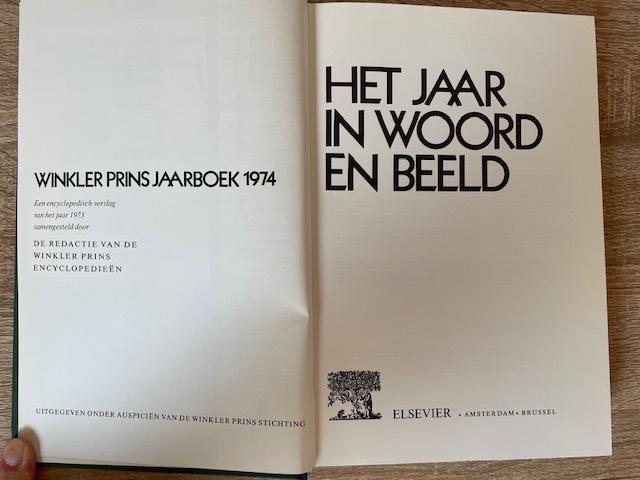 WINKLER PRINS JAARBOEK 1974
Een encyclopedisch verslag
van het jaar 1973
samengesteld door
DE REDACTIE VAN DE
WINKLER PRINS
ENCYCLOPEDIEËN
UITGEGEVEN ONDER AUSPICIËN VAN DE WINKLER PRINS STICHTING
HET JAAR
IN WOORD
EN BEELD
ELSEVIER • AMSTERDAM • BRUSSEL